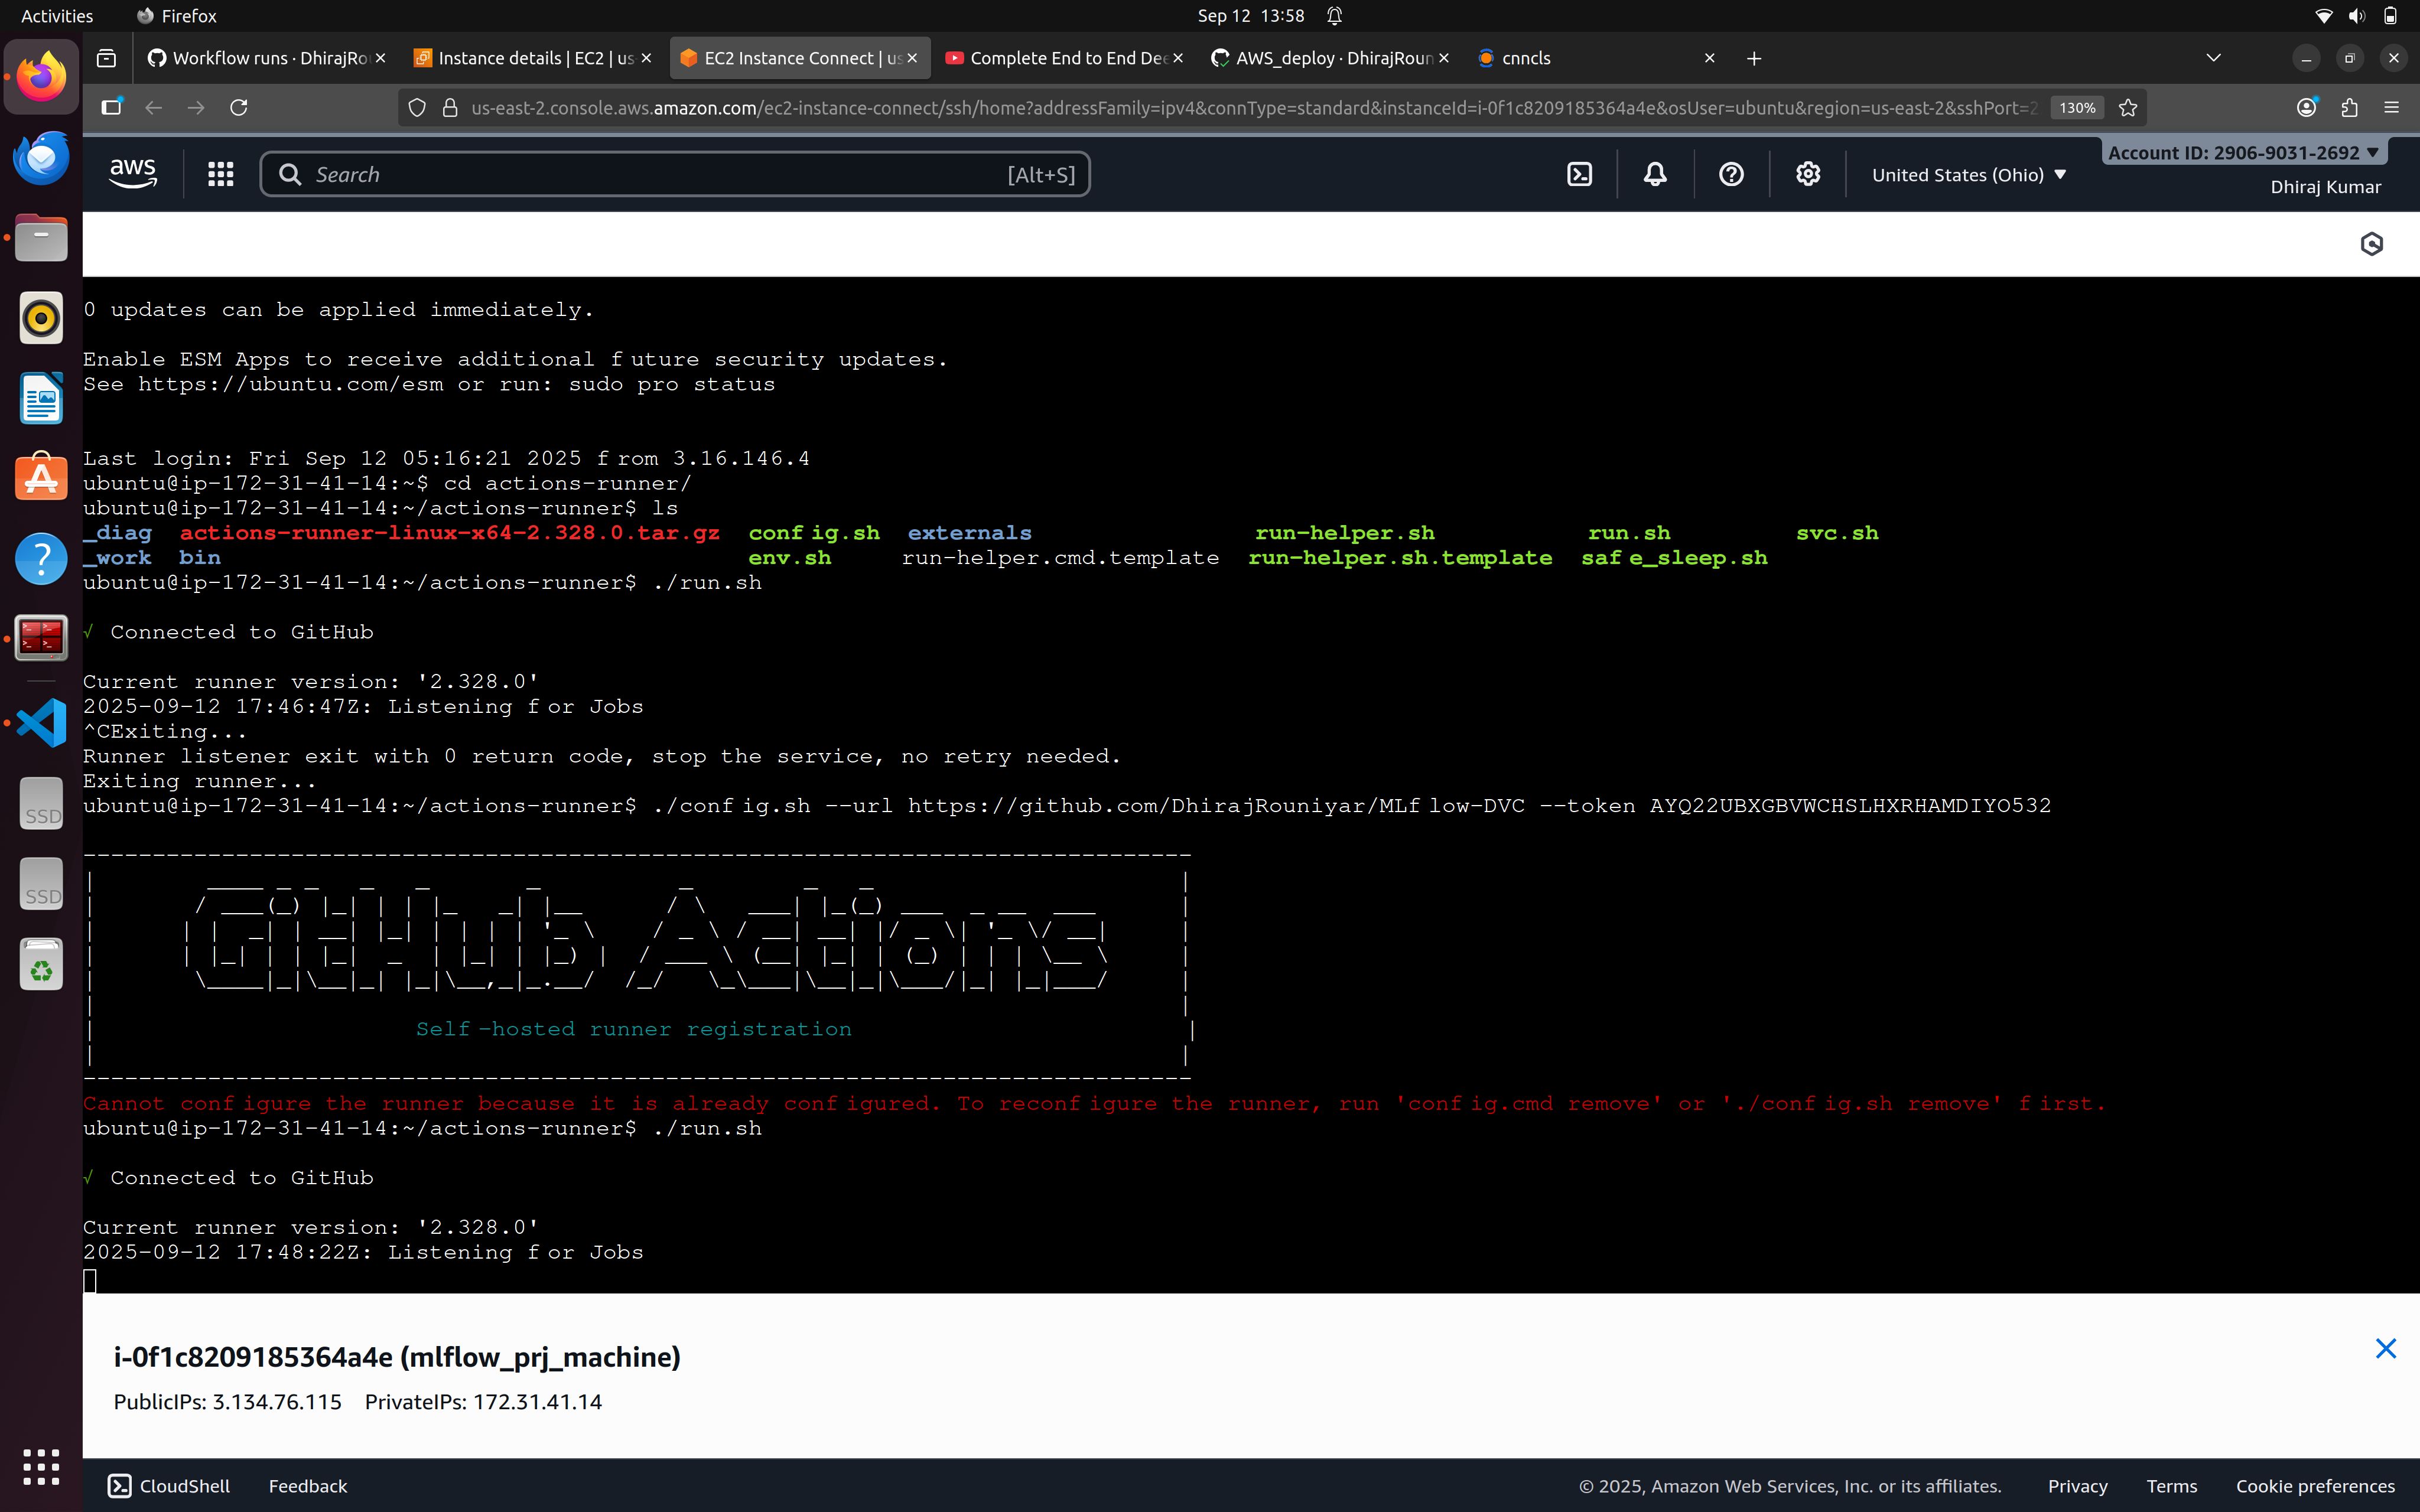 Activities Firefox Sep 12 13:58
Workflow runs · DhirajRo Instance details | EC2 | us EC2 Instance Connect | us Complete End to End Dee AWS_deploy · DhirajRoun cnncls
us-east-2.console.aws.amazon.com/ec2-instance-connect/ssh/home?addressFamily=ipv4&connType=standard&instanceId=i-0f1c8209185364a4e&osUser=ubuntu&region=us-east-2&sshPort=2 130%
aws Search [Alt+S] United States (Ohio) Account ID: 2906-9031-2692
Dhiraj Kumar
0 updates can be applied immediately.
Enable ESM Apps to receive additional future security updates.
See https://ubuntu.com/esm or run: sudo pro status
Last login: Fri Sep 12 05:16:21 2025 from 3.16.146.4
ubuntu@ip-172-31-41-14:~$ cd actions-runner/
ubuntu@ip-172-31-41-14:~/actions-runner$ ls
_diag actions-runner-linux-x64-2.328.0.tar.gz config.sh externals run-helper.sh run.sh svc.sh
_work bin env.sh run-helper.cmd.template run-helper.sh.template safe_sleep.sh
ubuntu@ip-172-31-41-14:~/actions-runner$ ./run.sh
√ Connected to GitHub
Current runner version: '2.328.0'
2025-09-12 17:46:47Z: Listening for Jobs
^CExiting...
Runner listener exit with 0 return code, stop the service, no retry needed.
Exiting runner...
ubuntu@ip-172-31-41-14:~/actions-runner$ ./config.sh --url https://github.com/DhirajRouniyar/MLflow-DVC --token AYQ22UBXGBVWCHSLHXRHAMDIYO532
GitHub Actions
Self-hosted runner registration
Cannot configure the runner because it is already configured. To reconfigure the runner, run 'config.cmd remove' or './config.sh remove' first.
ubuntu@ip-172-31-41-14:~/actions-runner$ ./run.sh
√ Connected to GitHub
Current runner version: '2.328.0'
2025-09-12 17:48:22Z: Listening for Jobs
i-0f1c8209185364a4e (mlflow_prj_machine)
PublicIPs: 3.134.76.115 PrivateIPs: 172.31.41.14
CloudShell Feedback © 2025, Amazon Web Services, Inc. or its affiliates. Privacy Terms Cookie preferences
SSD
SSD